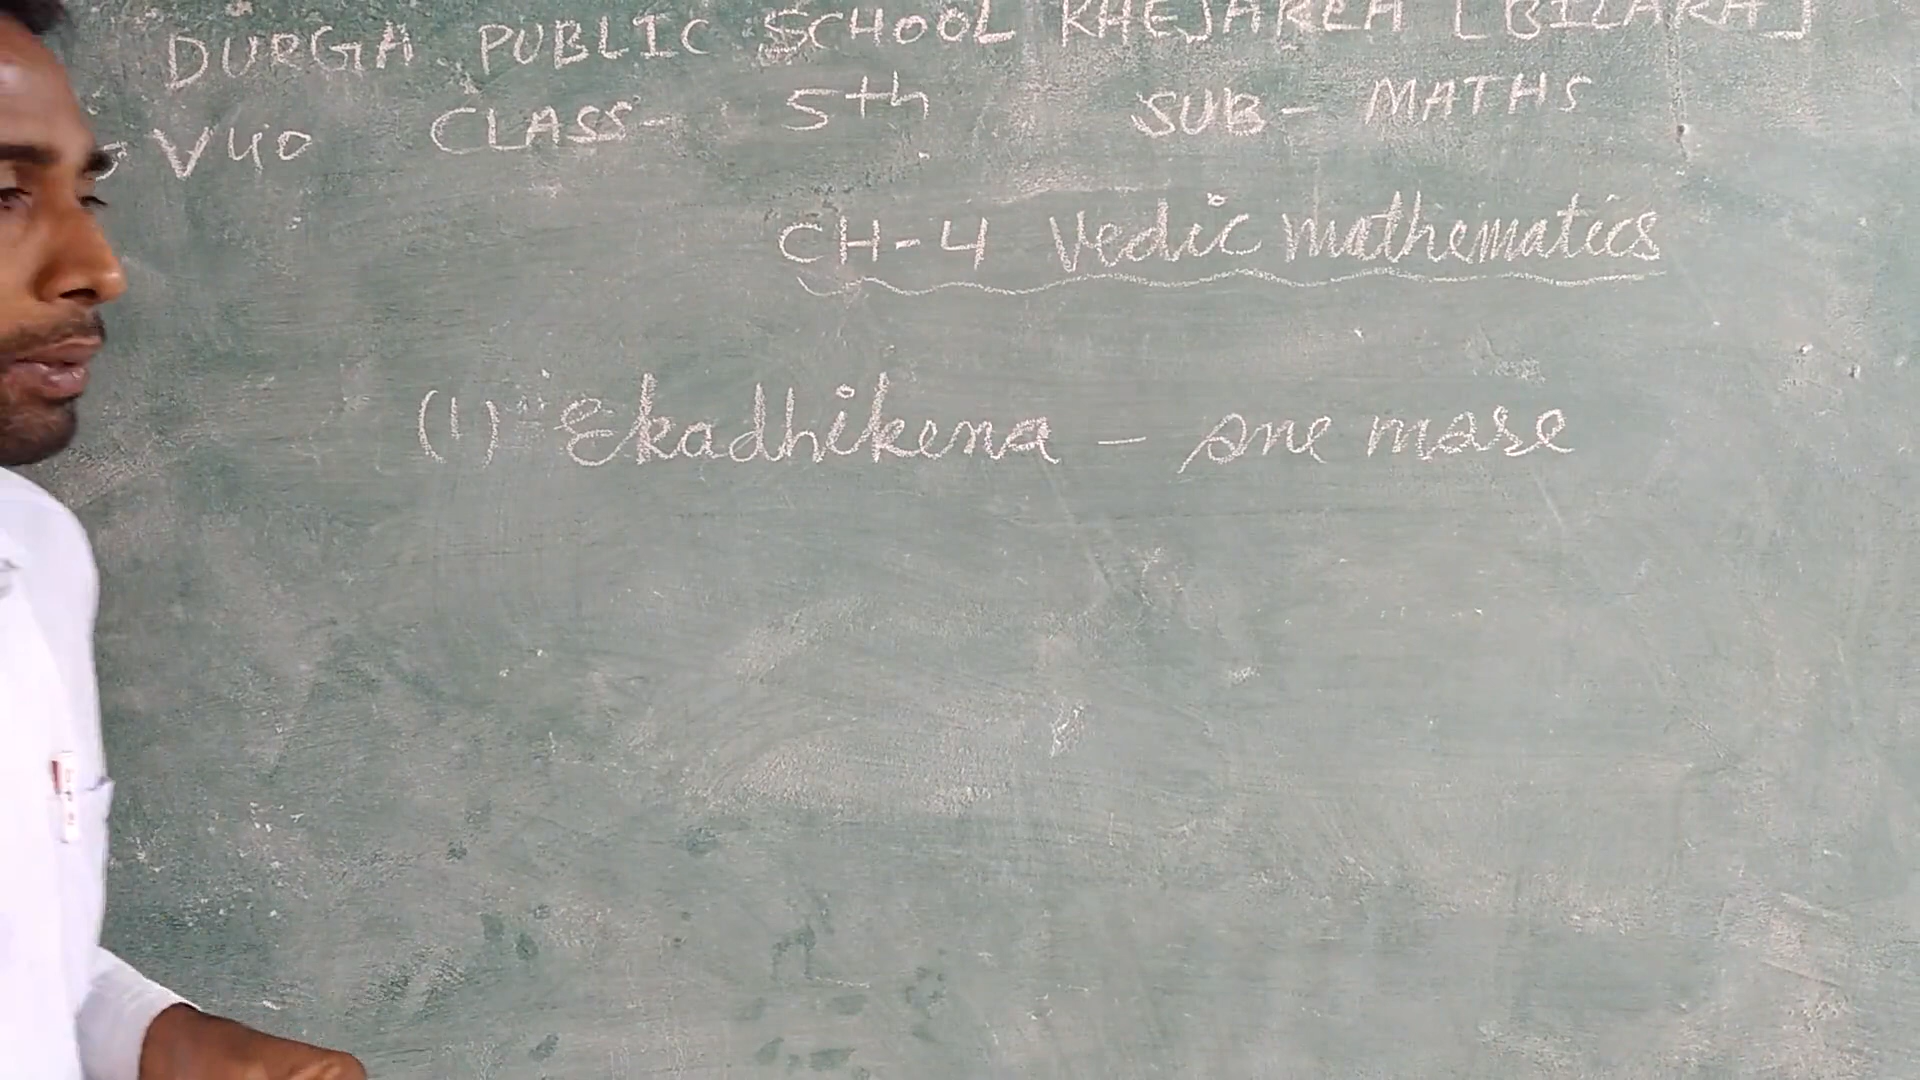 DURGA PUBLIC SCHOOL KHEJARLA [BILARA]
V40 CLASS- 5th SUB- MATHS
CH-4 Vedic mathematics
(1) Ekadhikena - one more